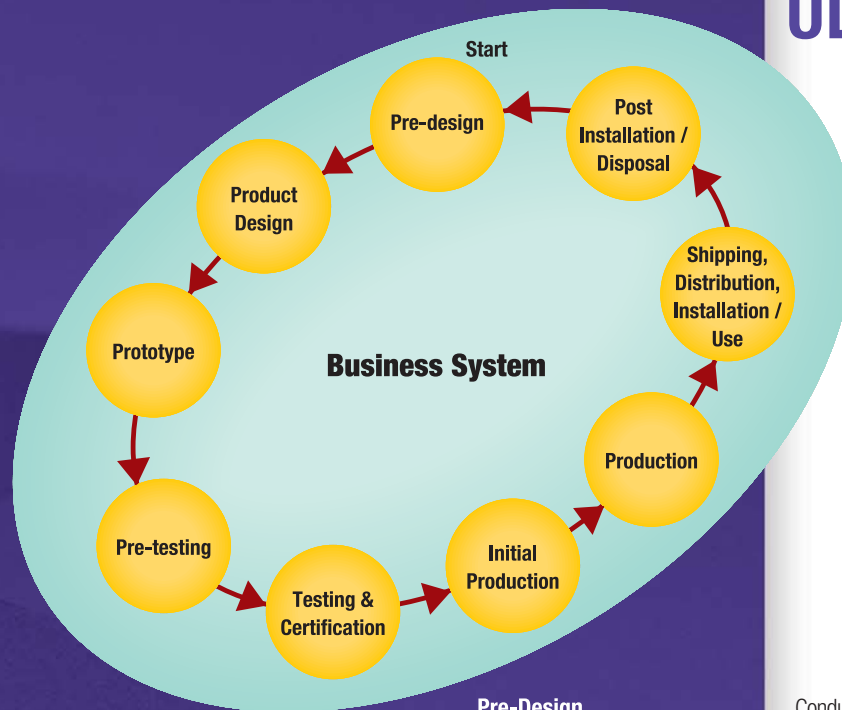 Start
Pre-design
Post
Installation /
Disposal
Product
Design
Shipping,
Distribution,
Installation /
Use
Prototype
Business System
Production
Pre-testing
Initial
Production
Testing &
Certification
Pre-Design